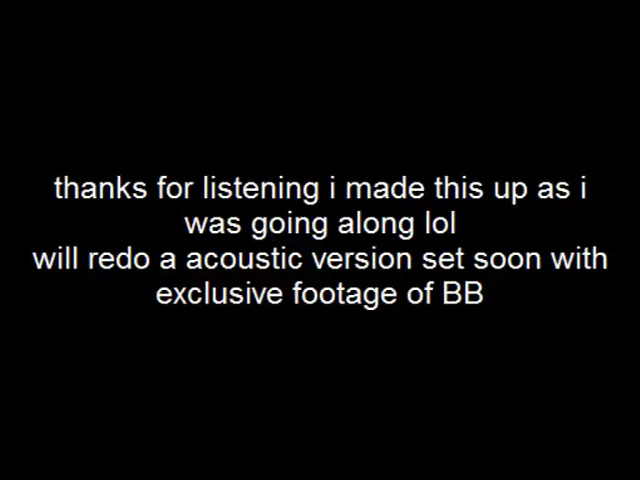 thanks for listening i made this up as i
was going along lol
will redo a acoustic version set soon with
exclusive footage of BB